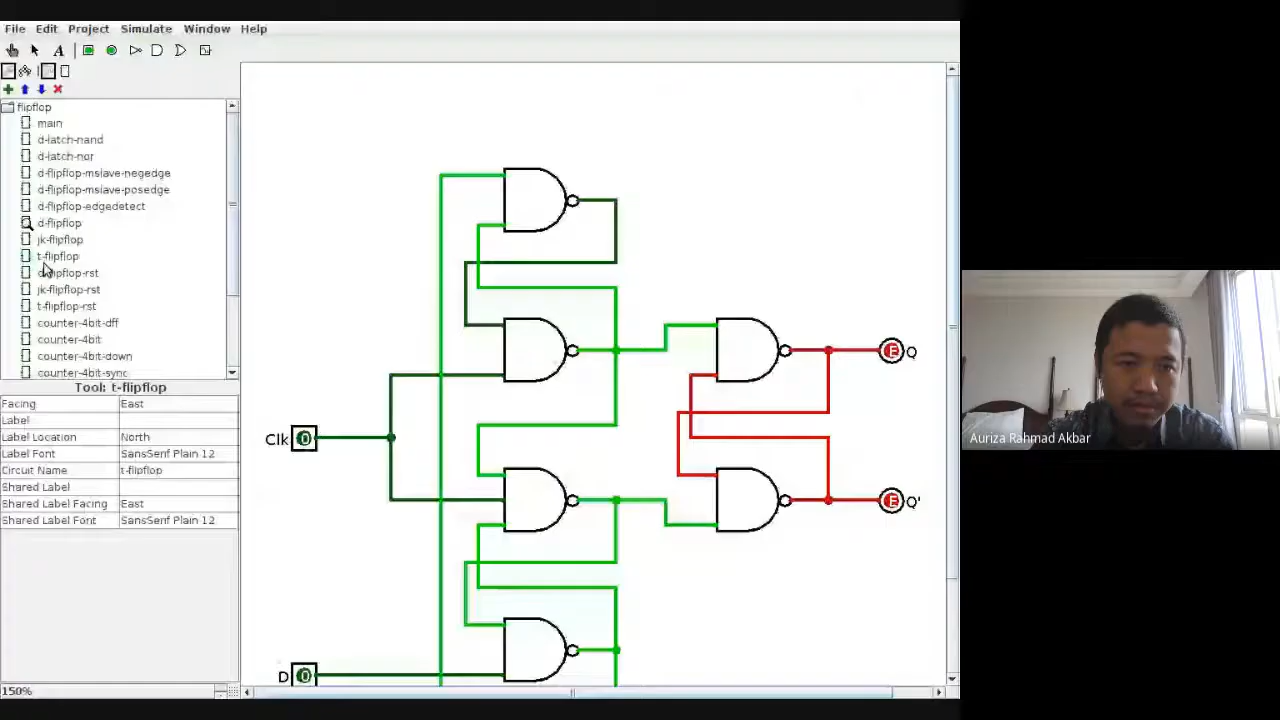 File Edit Project Simulate Window Help
A
flipflop
main
d-latch-nand
d-latch-nor
d-flipflop-mslave-negedge
d-flipflop-mslave-posedge
d-flipflop-edgedetect
d-flipflop
jk-flipflop
t-flipflop
d-flipflop-rst
jk-flipflop-rst
t-flipflop-rst
counter-4bit-dff
counter-4bit
counter-4bit-down
counter-4bit-sync
Tool: t-flipflop
Facing East
Label
Label Location North
Label Font SansSerif Plain 12
Circuit Name t-flipflop
Shared Label
Shared Label Facing East
Shared Label Font SansSerif Plain 12
150%
Clk 0
D 0
E Q
E Q'
Auriza Rahmad Akbar